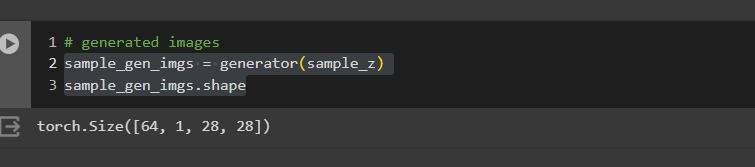 1 # generated images
2 sample_gen_imgs = generator(sample_z)
3 sample_gen_imgs.shape
torch.Size([64, 1, 28, 28])